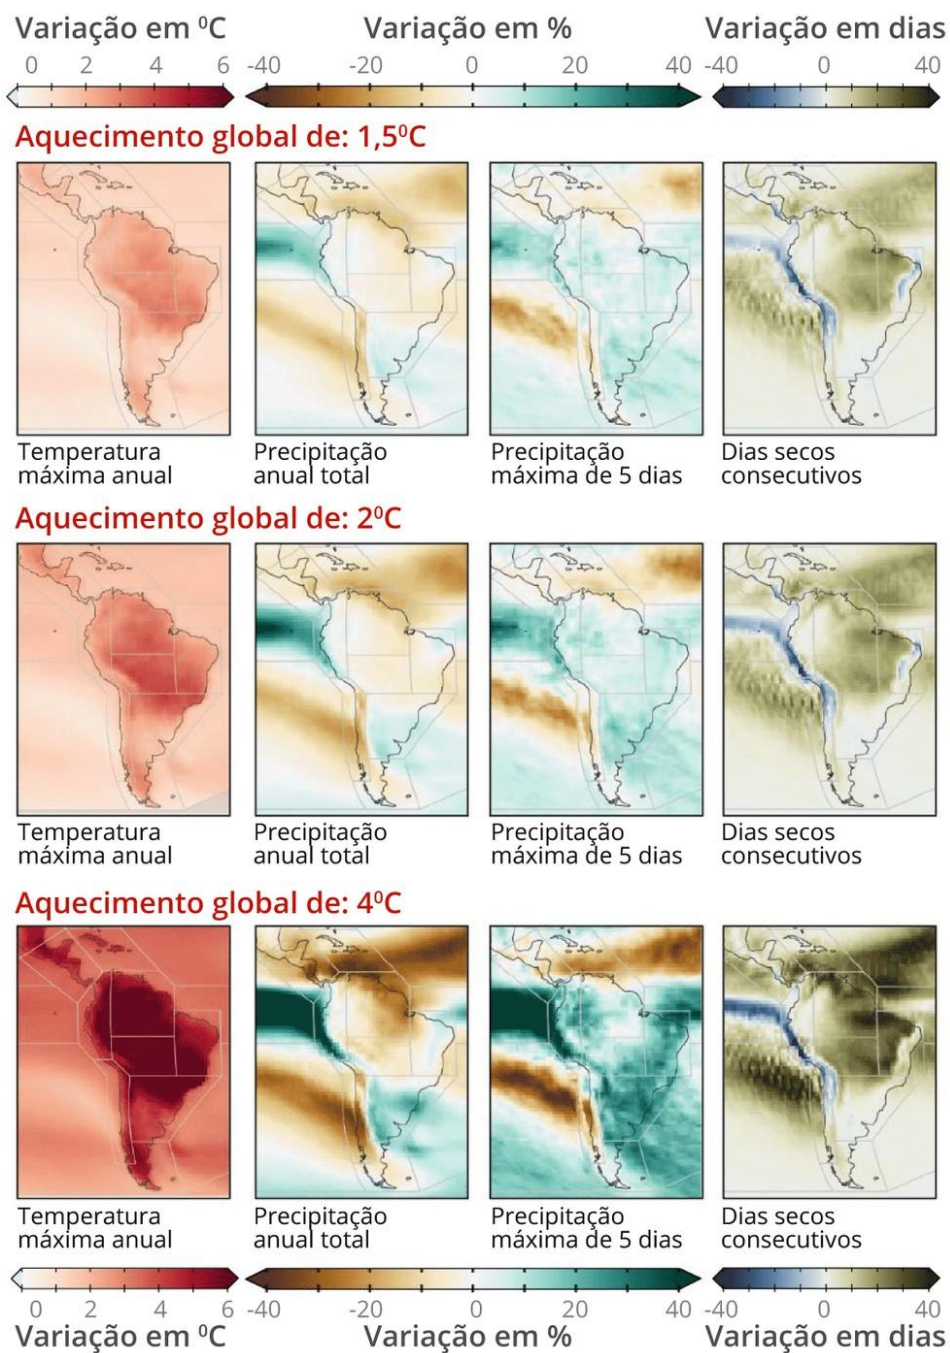 Variação em ⁰C Variação em % Variação em dias
0 2 4 6 -40 -20 0 20 40 -40 0 40
Aquecimento global de: 1,5⁰C
Temperatura
máxima anual
Precipitação
anual total
Precipitação
máxima de 5 dias
Dias secos
consecutivos
Aquecimento global de: 2⁰C
Temperatura
máxima anual
Precipitação
anual total
Precipitação
máxima de 5 dias
Dias secos
consecutivos
Aquecimento global de: 4⁰C
Temperatura
máxima anual
Precipitação
anual total
Precipitação
máxima de 5 dias
Dias secos
consecutivos
0 2 4 6 -40 -20 0 20 40 -40 0 40
Variação em ⁰C Variação em % Variação em dias